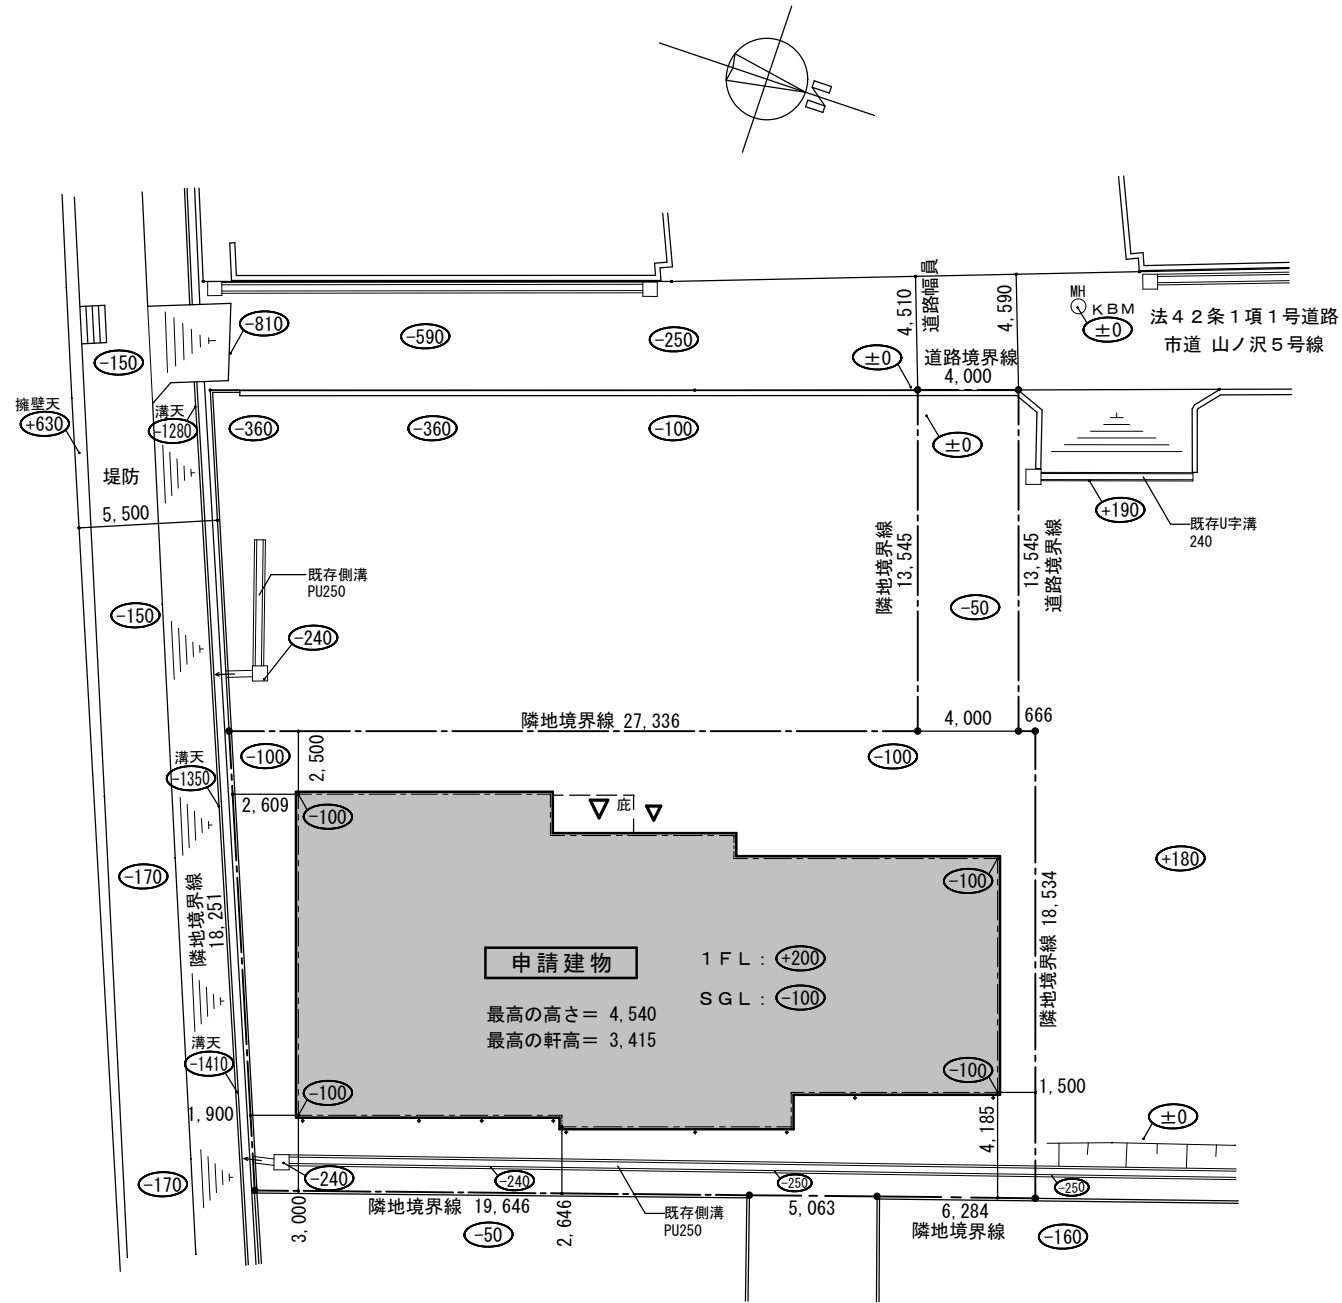 N
4,510
道路幅員
4,590
MH
KBM
±0
法42条1項1号道路
市道 山ノ沢5号線
-810
-590
-250
-150
±0
道路境界線
4,000
擁壁天
+630
溝天
-1280
-360
-360
-100
±0
堤防
5,500
+190
既存U字溝
240
隣地境界線
13,545
13,545
道路境界線
既存側溝
PU250
-150
-50
-240
隣地境界線 27,336
4,000
666
-100
2,500
-100
溝天
-1350
2,609
-100
庇
-170
隣地境界線
18,251
-100
+180
隣地境界線 18,534
申請建物
1FL:
+200
SGL:
-100
最高の高さ= 4,540
最高の軒高= 3,415
溝天
-1410
-100
-100
1,500
1,900
4,185
±0
-170
-240
-240
-250
-250
3,000
隣地境界線 19,646
2,646
既存側溝
PU250
5,063
6,284
隣地境界線
-50
-160